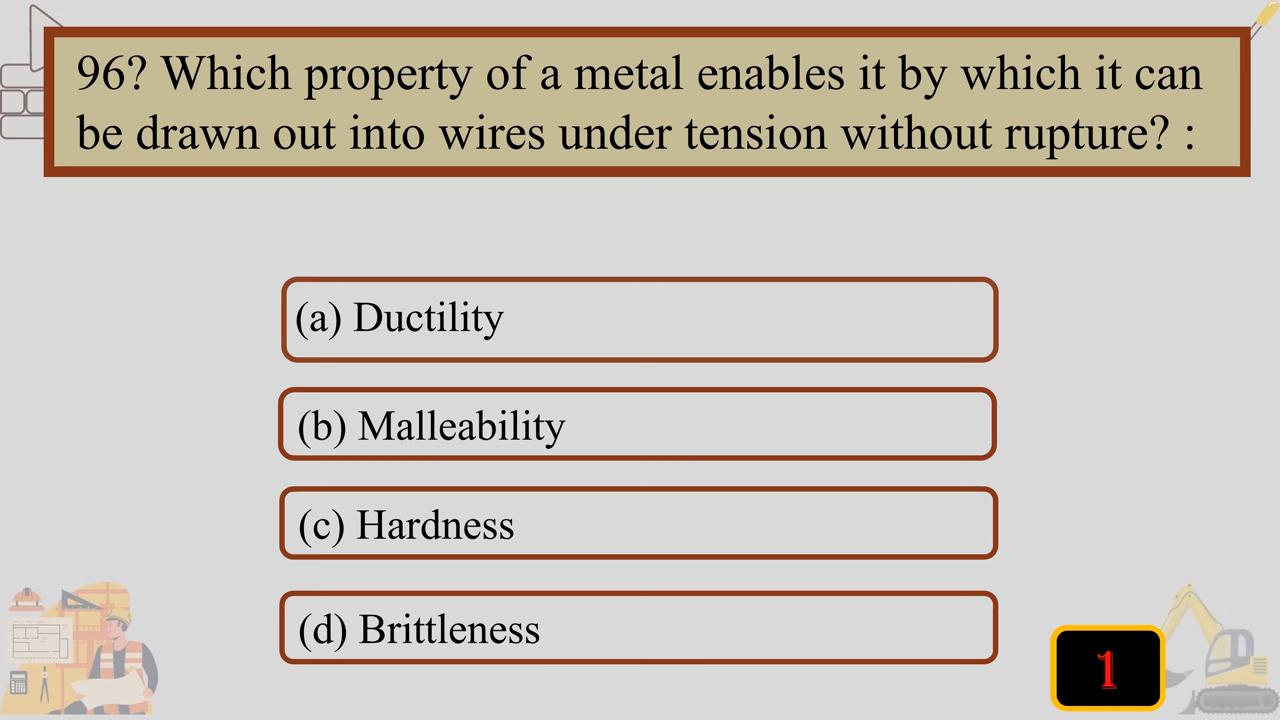 96? Which property of a metal enables it by which it can
be drawn out into wires under tension without rupture? :
(a) Ductility
(b) Malleability
(c) Hardness
(d) Brittleness
1